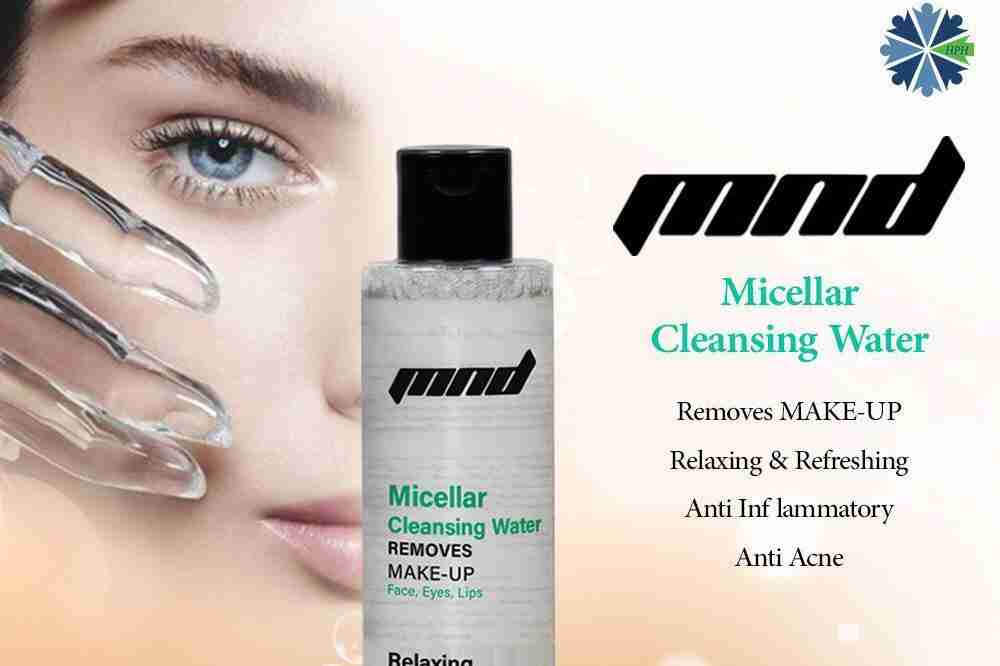 HPH
mnd
Micellar
Cleansing Water
Removes MAKE-UP
Relaxing & Refreshing
Anti Inf lammatory
Anti Acne
mnd
Micellar
Cleansing Water
REMOVES
MAKE-UP
Face, Eyes, Lips
Relaxing